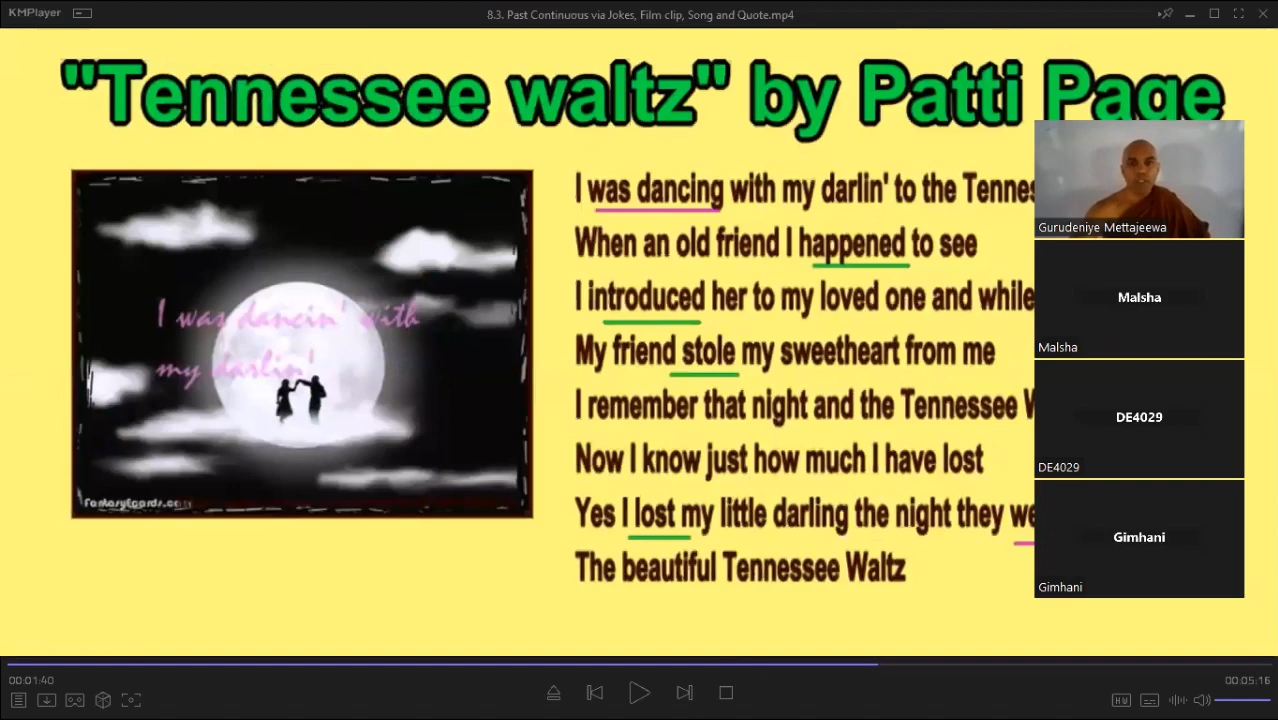 KMPlayer
8.3. Past Continuous via Jokes, Film clip, Song and Quote.mp4
"Tennessee waltz" by Patti Page
I was dancin' with
my darlin'
FantasyEcards.com
I was dancing with my darlin' to the Tennes
When an old friend I happened to see
I introduced her to my loved one and while
My friend stole my sweetheart from me
I remember that night and the Tennessee W
Now I know just how much I have lost
Yes I lost my little darling the night they we
The beautiful Tennessee Waltz
Gurudeniye Mettajeewa
Malsha
Malsha
DE4029
DE4029
Gimhani
Gimhani
00:01:40
00:05:16